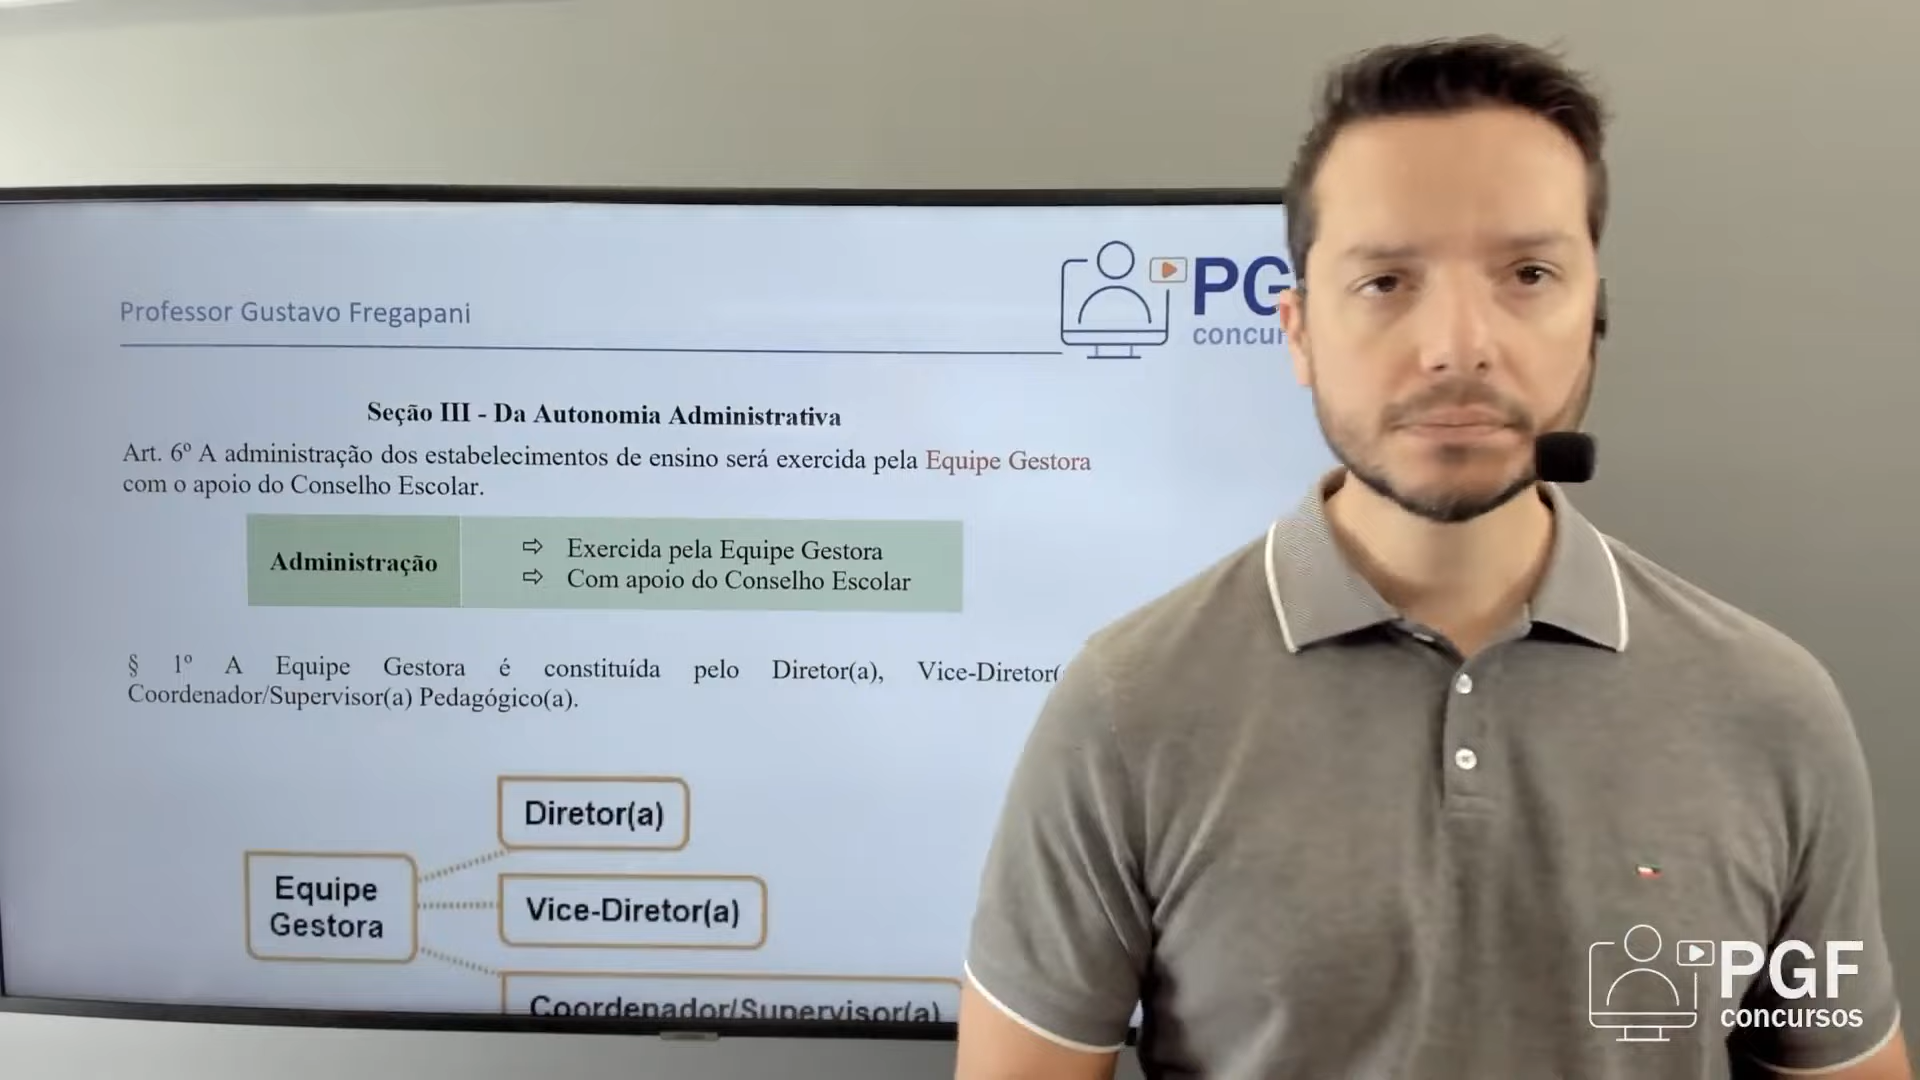 Professor Gustavo Fregapani
concur
Seção III - Da Autonomia Administrativa
Art. 6º A administração dos estabelecimentos de ensino será exercida pela Equipe Gestora
com o apoio do Conselho Escolar.
Administração
⇨ Exercida pela Equipe Gestora
⇨ Com apoio do Conselho Escolar
§ 1º A Equipe Gestora é constituída pelo Diretor(a), Vice-Diretor(
Coordenador/Supervisor(a) Pedagógico(a).
Equipe
Gestora
Diretor(a)
Vice-Diretor(a)
Coordenador/Supervisor(a)
PGF
concursos